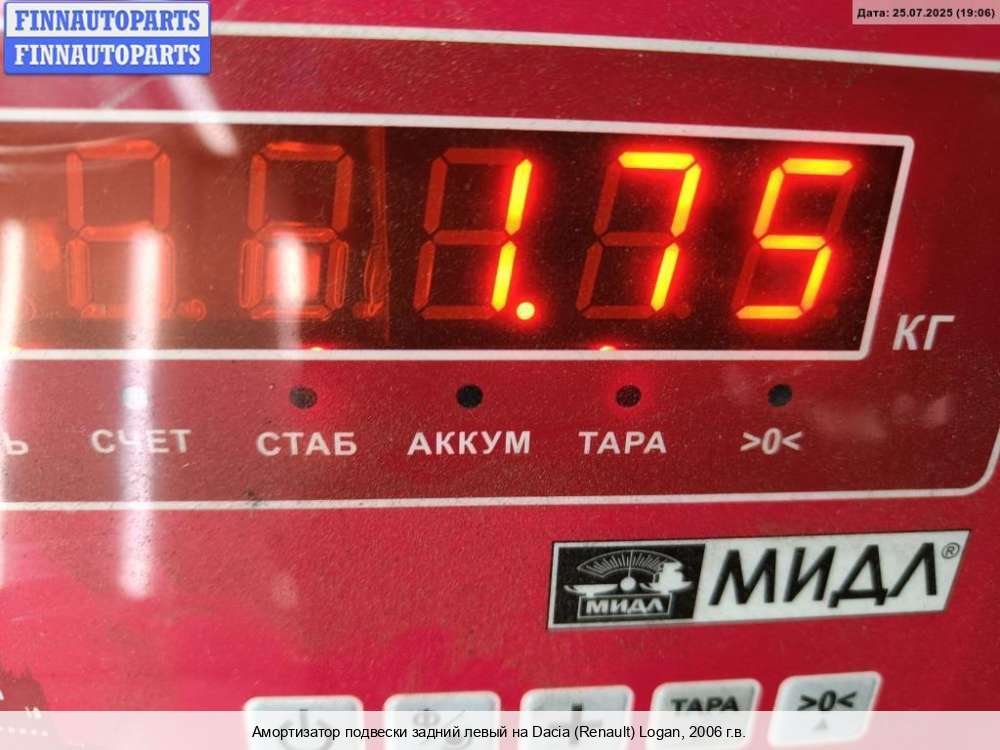 FINNAUTOPARTS
FINNAUTOPARTS
Дата: 25.07.2025 (19:06)
1.75
КГ
Ь СЧЕТ СТАБ АККУМ ТАРА >0<
МИДЛ МИДЛ®
ТАРА >0<
Амортизатор подвески задний левый на Dacia (Renault) Logan, 2006 г.в.